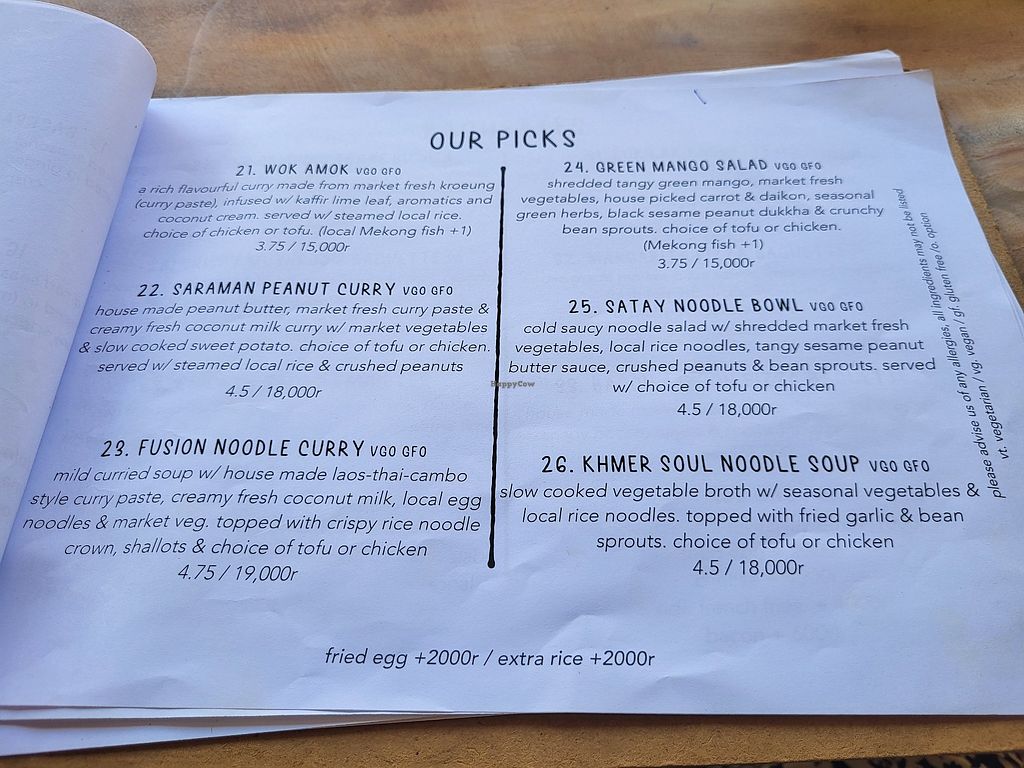 OUR PICKS
21. WOK AMOK VGO GFO
a rich flavourful curry made from market fresh kroeung
(curry paste), infused w/ kaffir lime leaf, aromatics and
coconut cream. served w/ steamed local rice.
choice of chicken or tofu. (local Mekong fish +1)
3.75 / 15,000r
22. SARAMAN PEANUT CURRY VGO GFO
house made peanut butter, market fresh curry paste &
creamy fresh coconut milk curry w/ market vegetables
& slow cooked sweet potato. choice of tofu or chicken.
served w/ steamed local rice & crushed peanuts
4.5 / 18,000r
23. FUSION NOODLE CURRY VGO GFO
mild curried soup w/ house made laos-thai-cambo
style curry paste, creamy fresh coconut milk, local egg
noodles & market veg. topped with crispy rice noodle
crown, shallots & choice of tofu or chicken
4.75 / 19,000r
24. GREEN MANGO SALAD VGO GFO
shredded tangy green mango, market fresh
vegetables, house picked carrot & daikon, seasonal
green herbs, black sesame peanut dukkha & crunchy
bean sprouts. choice of tofu or chicken.
(Mekong fish +1)
3.75 / 15,000r
25. SATAY NOODLE BOWL VGO GFO
cold saucy noodle salad w/ shredded market fresh
vegetables, local rice noodles, tangy sesame peanut
butter sauce, crushed peanuts & bean sprouts. served
w/ choice of tofu or chicken
4.5 / 18,000r
26. KHMER SOUL NOODLE SOUP VGO GFO
slow cooked vegetable broth w/ seasonal vegetables &
local rice noodles. topped with fried garlic & bean
sprouts. choice of tofu or chicken
4.5 / 18,000r
fried egg +2000r / extra rice +2000r
please advise us of any allergies, all ingredients may not be listed
vt. vegetarian / vg. vegan / gf. gluten free /o. option
HappyCow